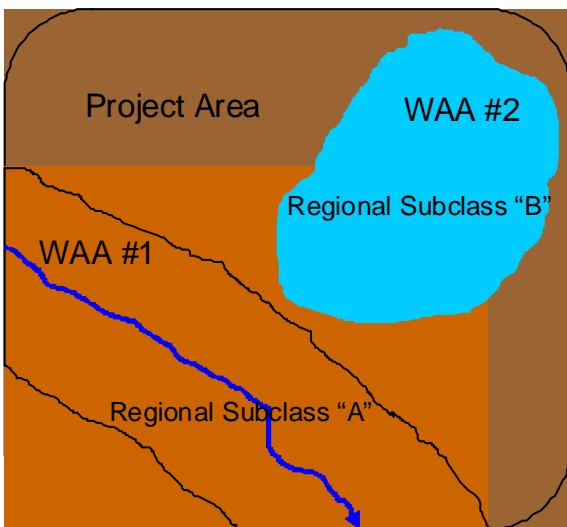 Project Area
WAA #2
Regional Subclass “B”
WAA #1
Regional Subclass “A”